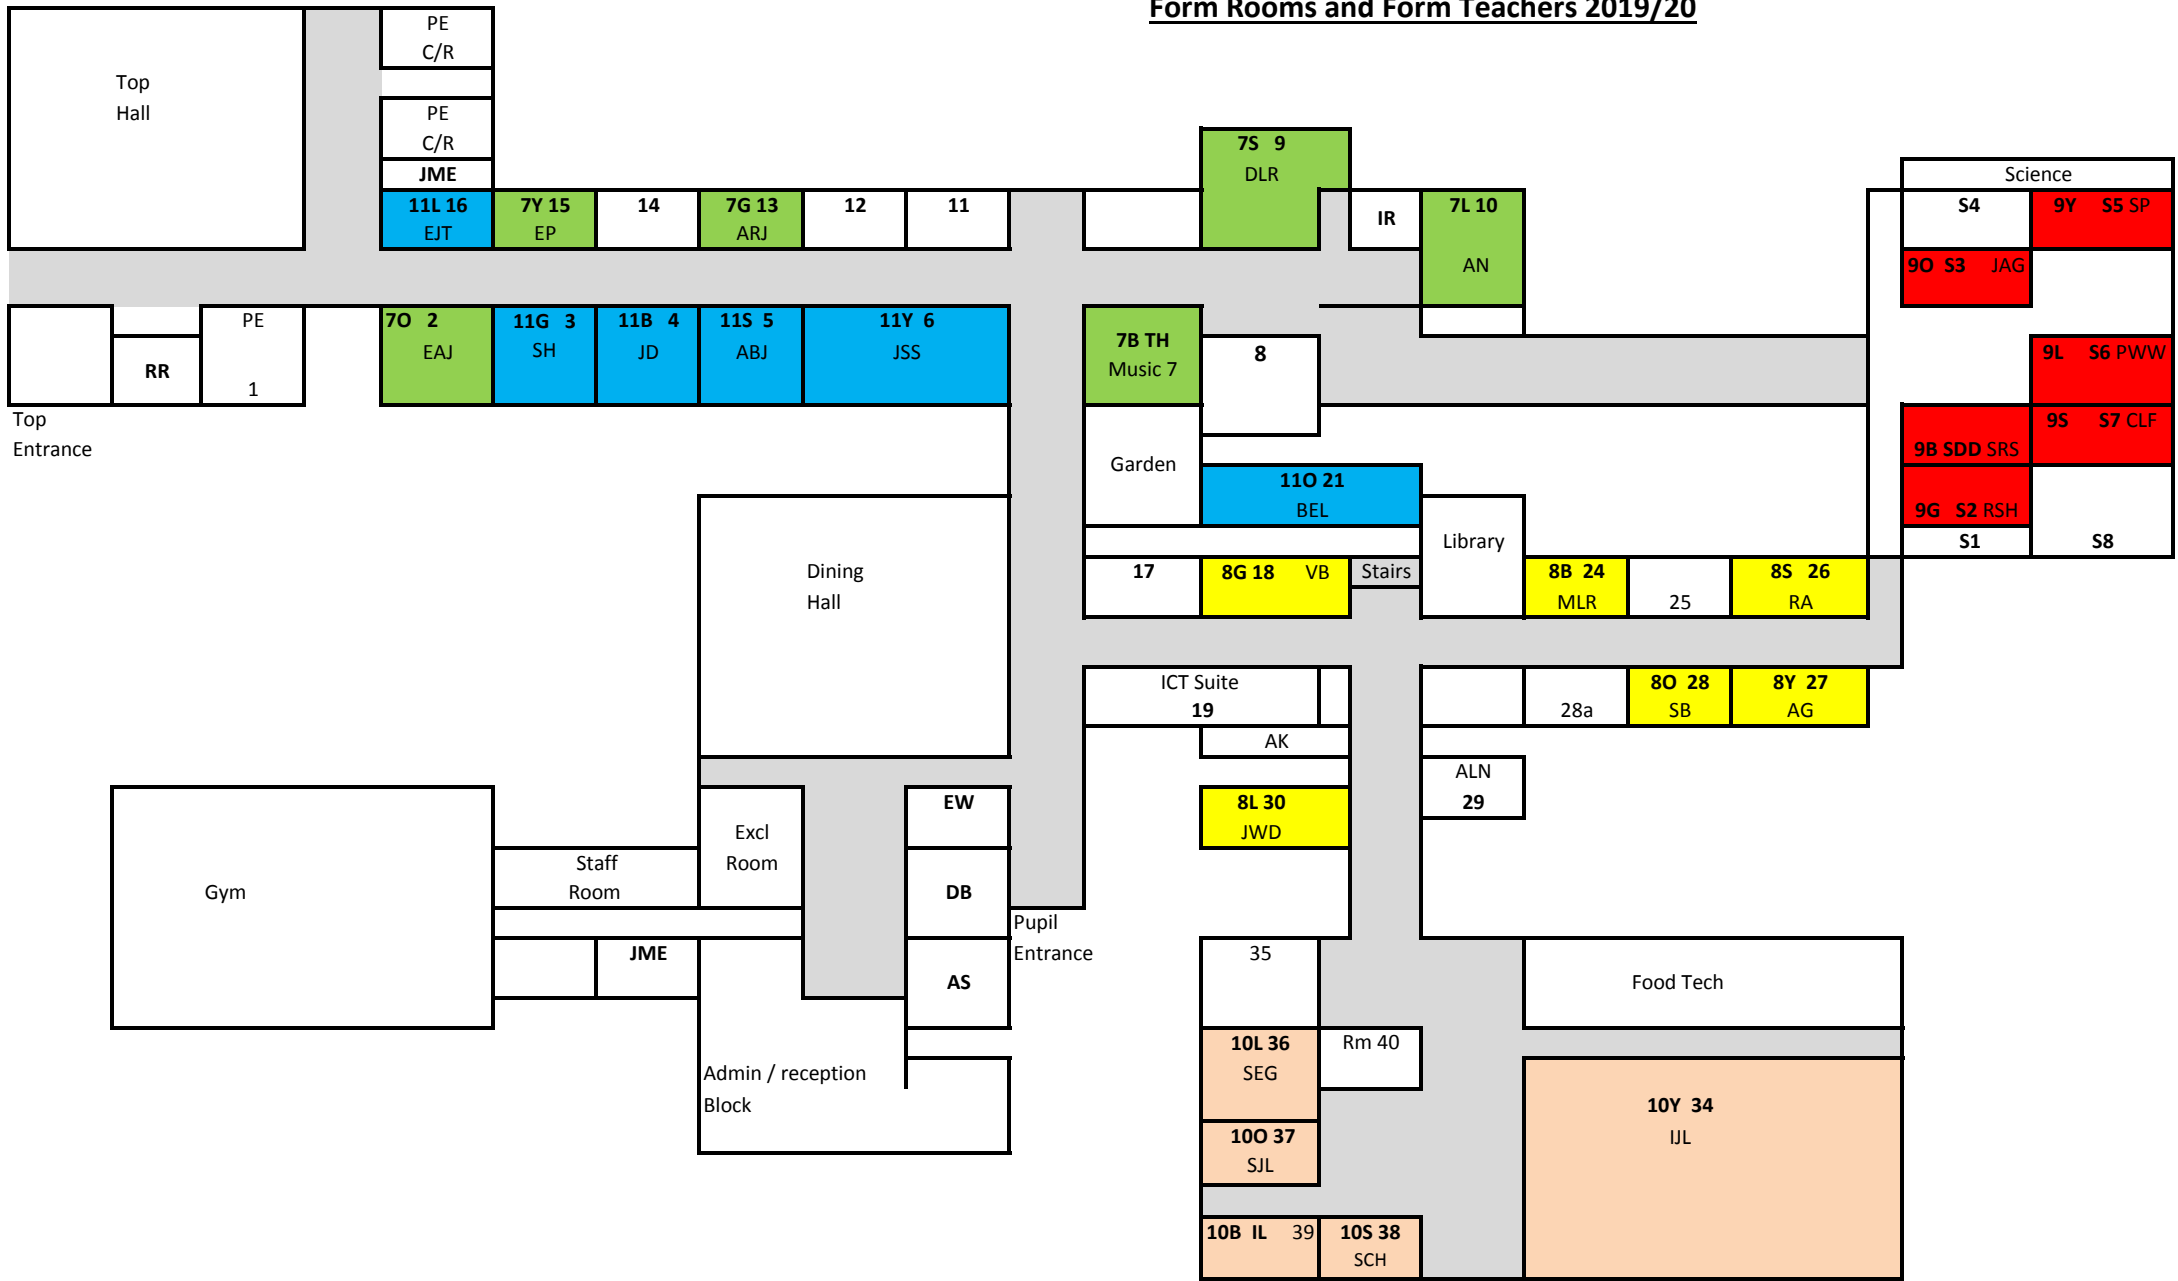 Form Rooms and Form Teachers 2019/20
PE
C/R
Top
Hall
PE
C/R
JME
7S 9
DLR
Science
11L 16
EJT
7Y 15
EP
14
7G 13
ARJ
12
11
IR
7L 10
AN
S4
9Y S5 SP
9O S3 JAG
PE
1
RR
7O 2
EAJ
11G 3
SH
11B 4
JD
11S 5
ABJ
11Y 6
JSS
7B TH
Music 7
8
9L S6 PWW
Top
Entrance
9S S7 CLF
9B SDD SRS
Garden
11O 21
BEL
9G S2 RSH
Library
S1
S8
Dining
Hall
17
8G 18 VB
Stairs
8B 24
MLR
25
8S 26
RA
ICT Suite
19
28a
8O 28
SB
8Y 27
AG
AK
ALN
29
EW
8L 30
JWD
Excl
Room
Staff
Room
Gym
DB
Pupil
Entrance
JME
AS
35
Food Tech
10L 36
SEG
Rm 40
Admin / reception
Block
10Y 34
IJL
10O 37
SJL
10B IL 39
10S 38
SCH